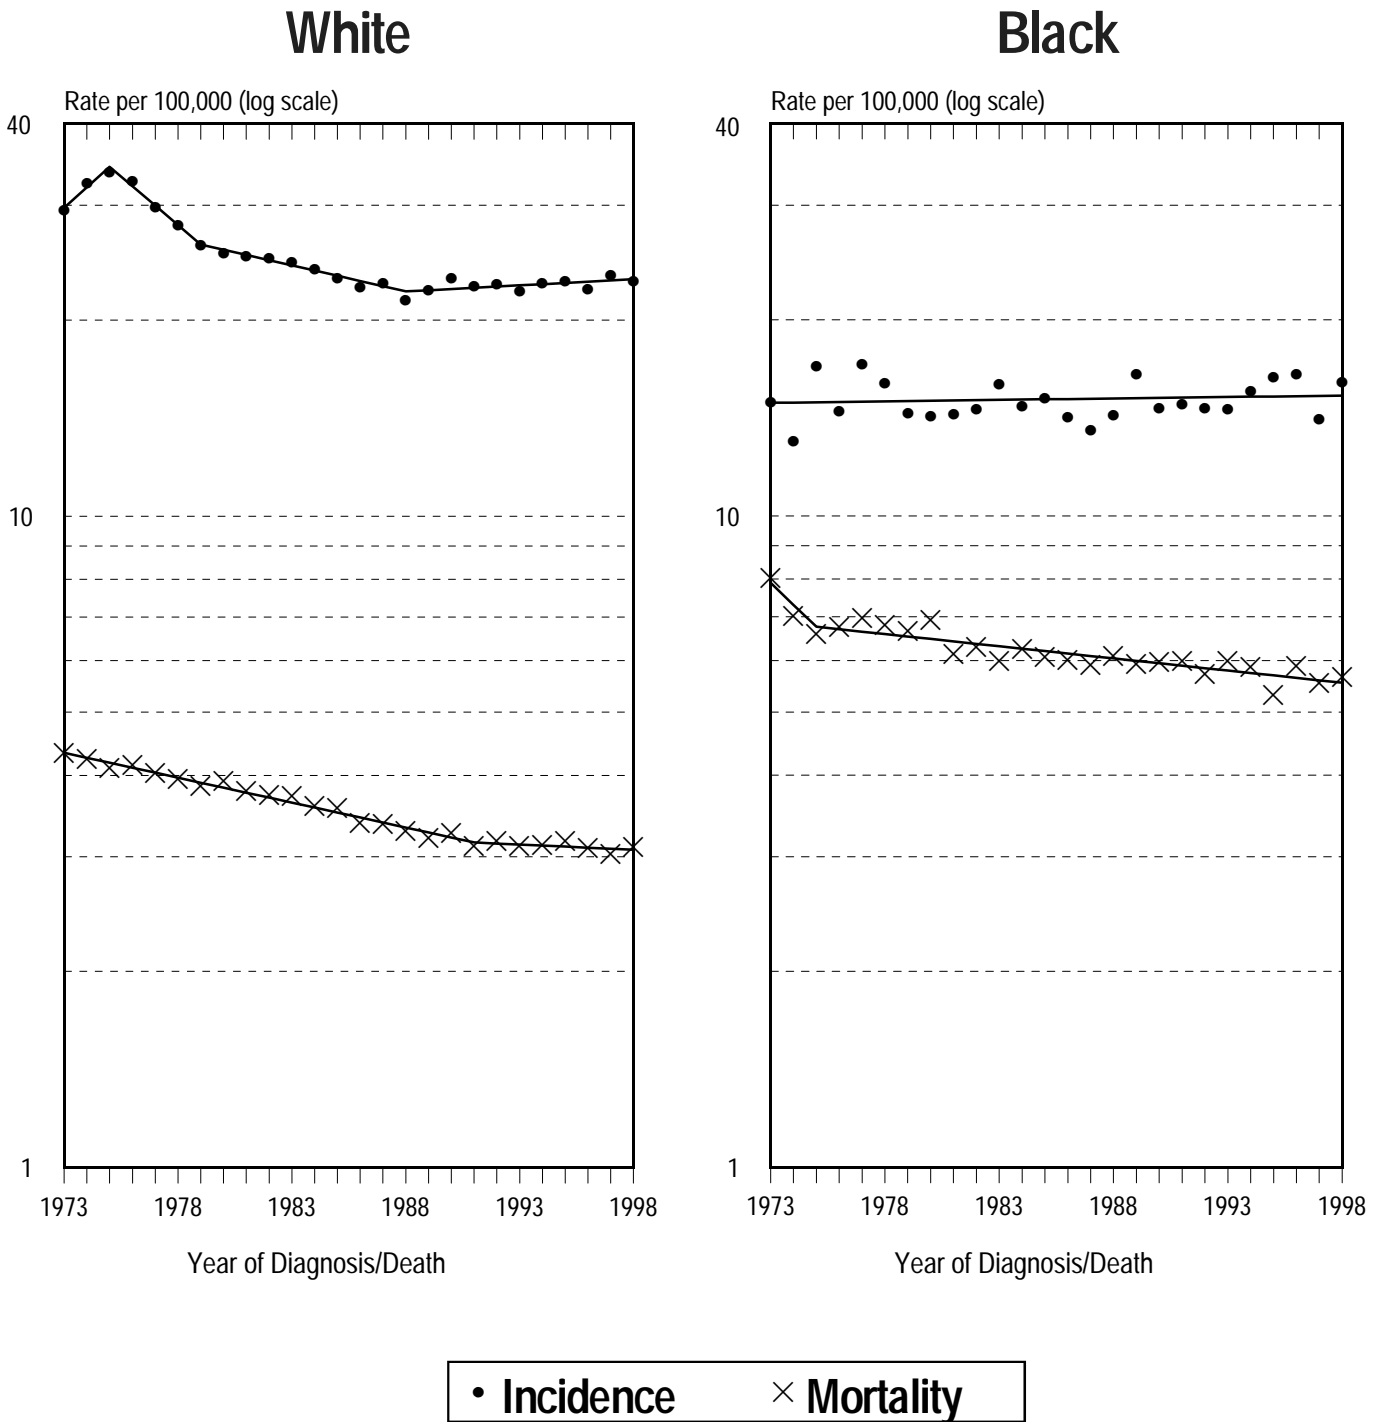 White
Black
Rate per 100,000 (log scale)
Rate per 100,000 (log scale)
40
10
1
40
10
1
1973 1978 1983 1988 1993 1998
1973 1978 1983 1988 1993 1998
Year of Diagnosis/Death
Year of Diagnosis/Death
Incidence Mortality